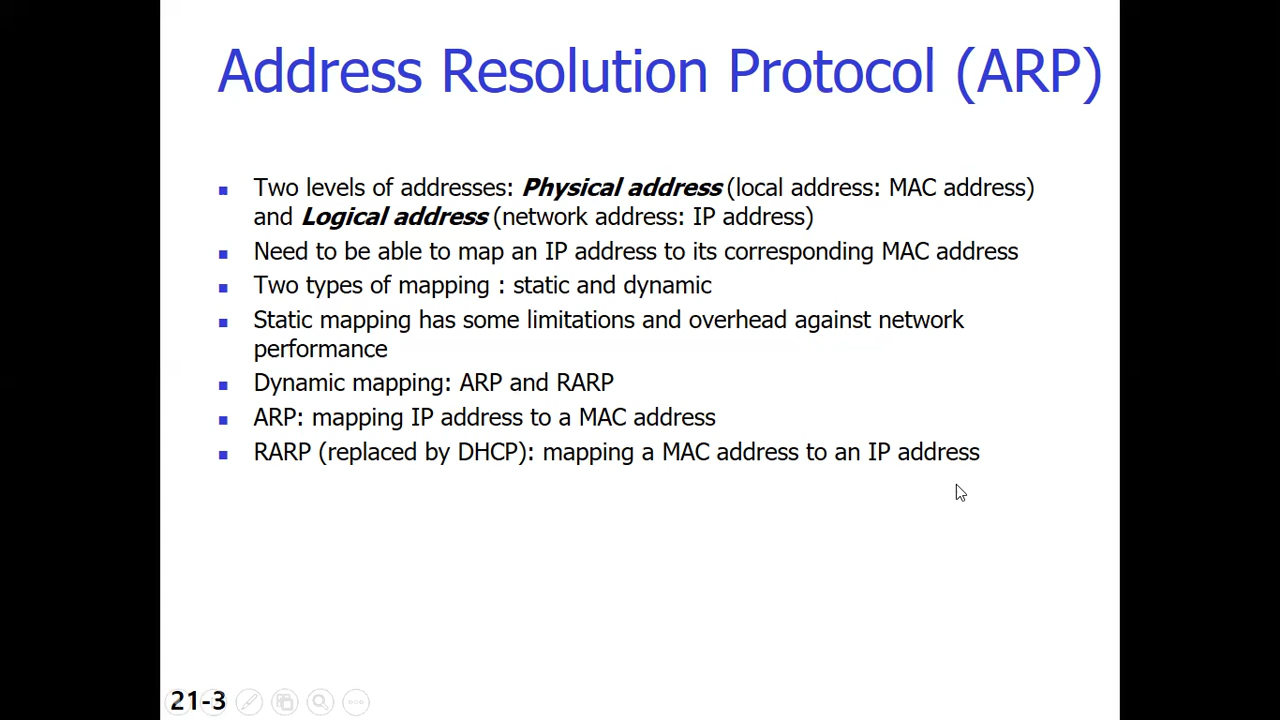 Address Resolution Protocol (ARP)
Two levels of addresses: Physical address (local address: MAC address)
and Logical address (network address: IP address)
Need to be able to map an IP address to its corresponding MAC address
Two types of mapping : static and dynamic
Static mapping has some limitations and overhead against network
performance
Dynamic mapping: ARP and RARP
ARP: mapping IP address to a MAC address
RARP (replaced by DHCP): mapping a MAC address to an IP address
21-3